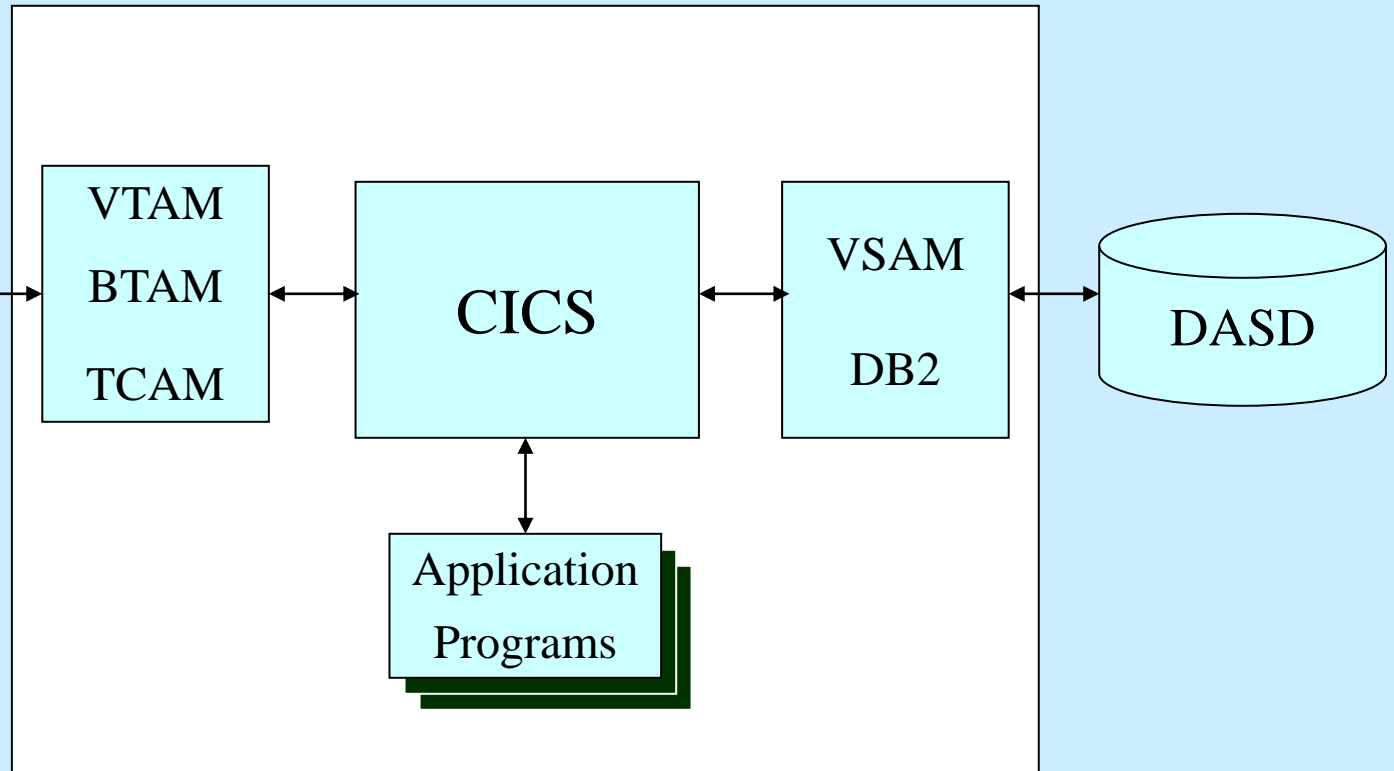 VTAM
BTAM
TCAM
CICS
VSAM
DB2
DASD
Application
Programs